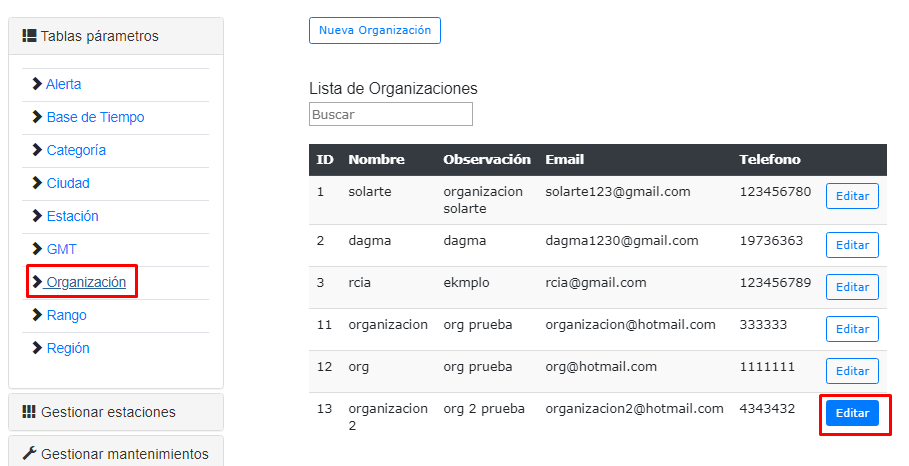 Tablas párametros
Alerta
Base de Tiempo
Categoría
Ciudad
Estación
GMT
Organización
Rango
Región
Gestionar estaciones
Gestionar mantenimientos
Nueva Organización
Lista de Organizaciones
Buscar
ID Nombre Observación Email Telefono
1 solarte organizacion solarte123@gmail.com 123456780 Editar
solarte
2 dagma dagma dagma1230@gmail.com 19736363 Editar
3 rcia ekmplo rcia@gmail.com 123456789 Editar
11 organizacion org prueba organizacion@hotmail.com 333333 Editar
12 org org prueba org@hotmail.com 1111111 Editar
13 organizacion org 2 prueba organizacion2@hotmail.com 4343432 Editar
2